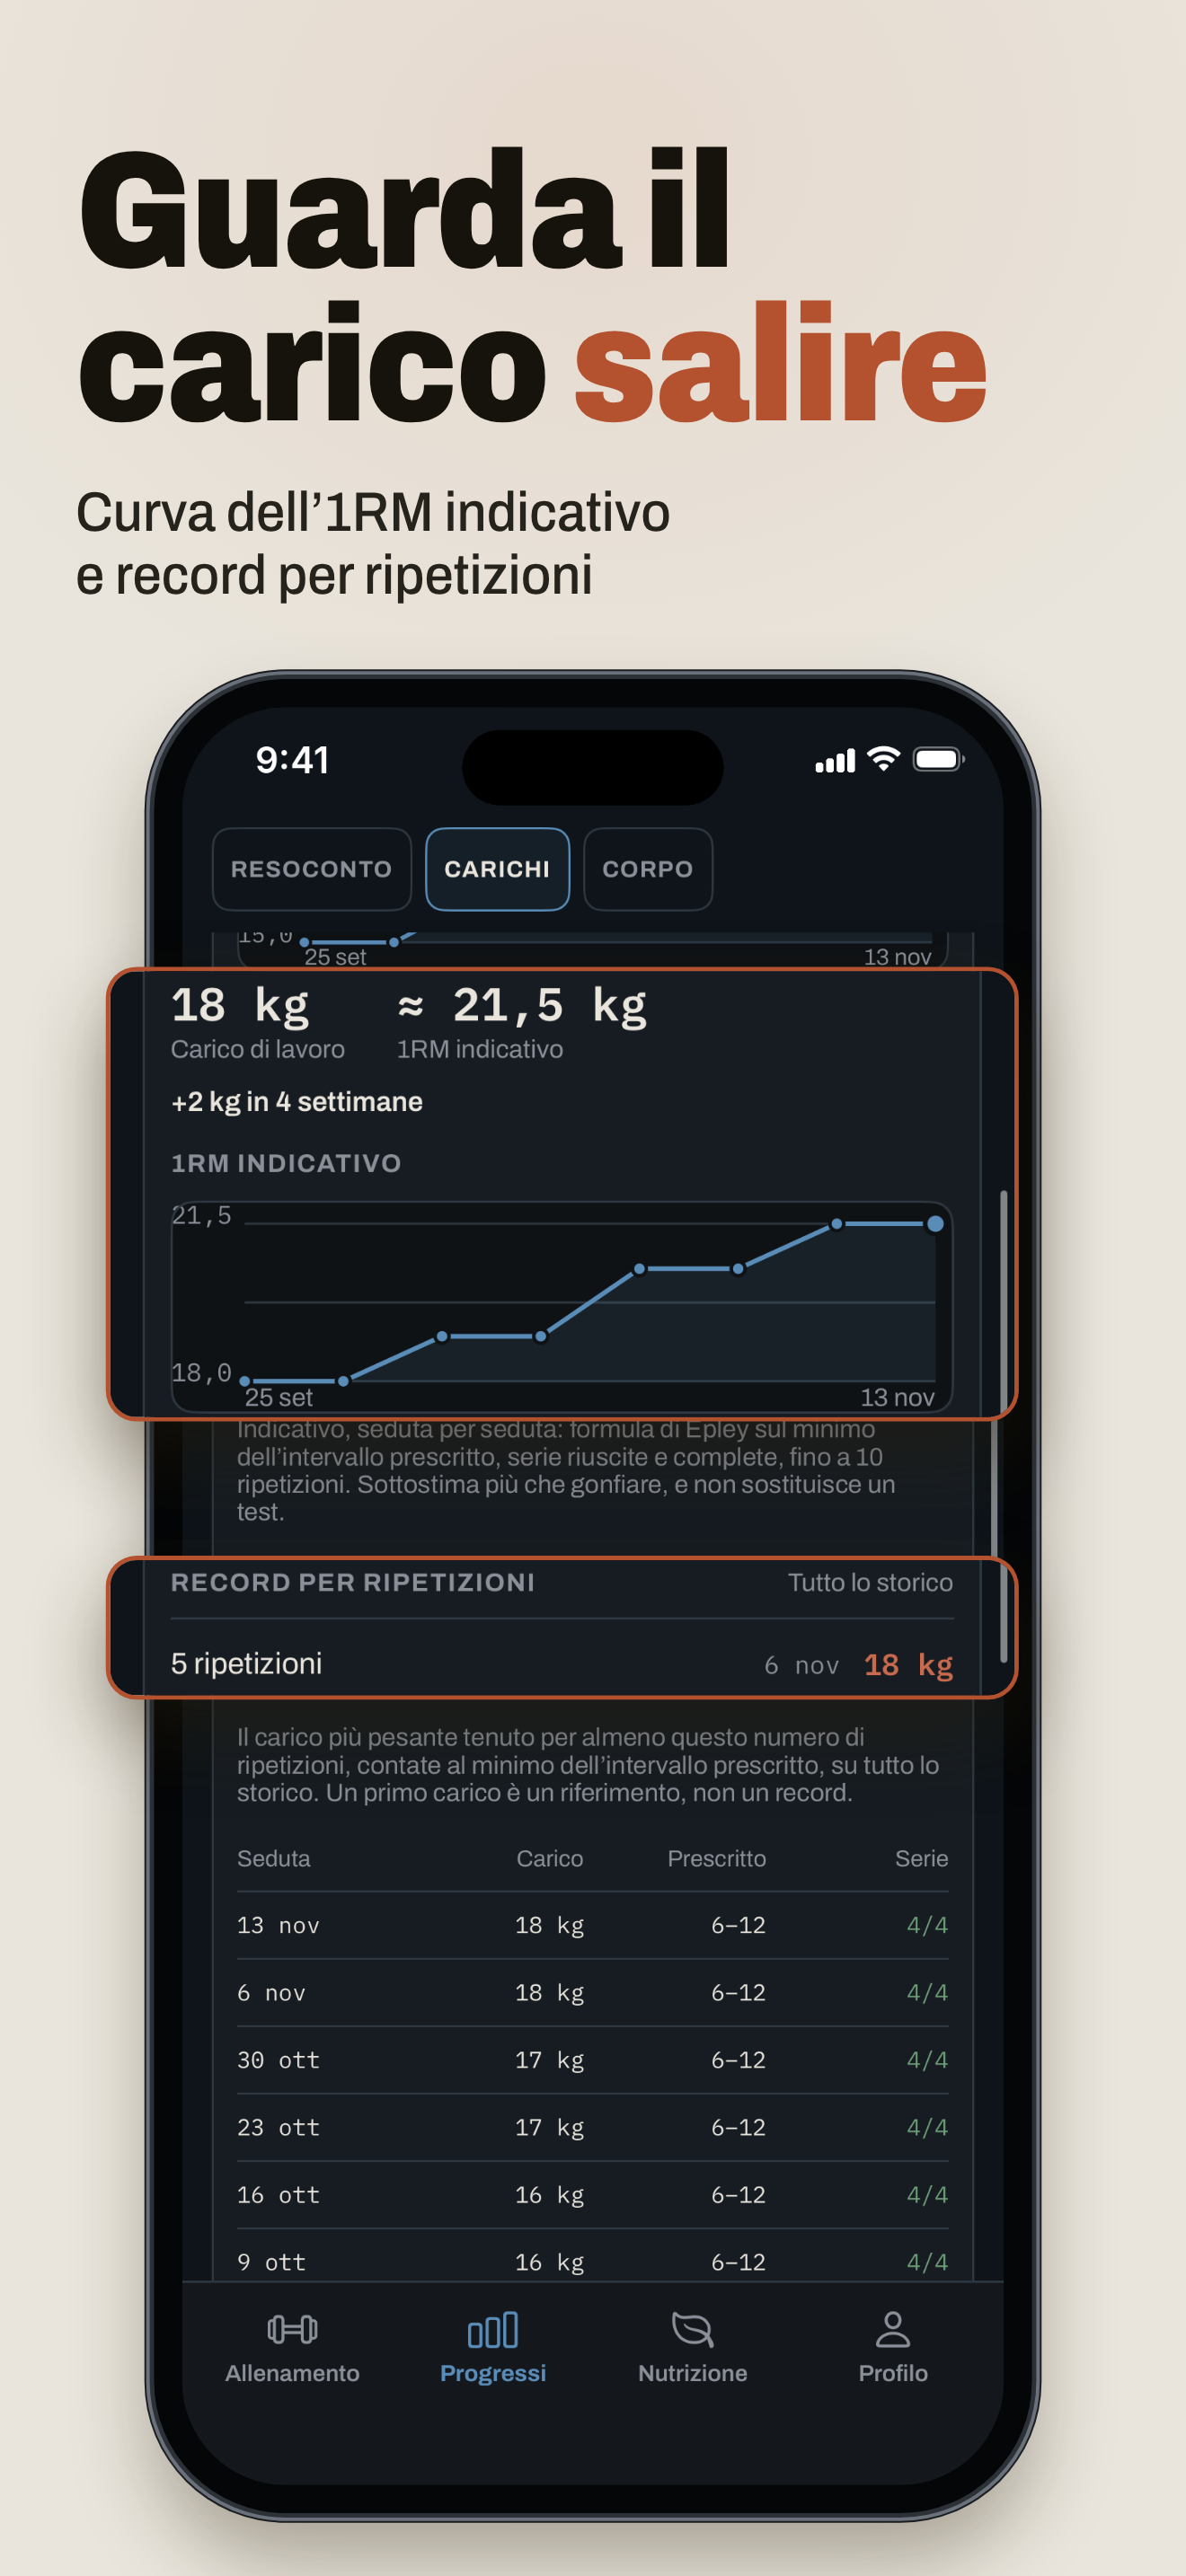 Guarda il
carico salire
Curva dell’1RM indicativo
e record per ripetizioni
9:41
RESOCONTO CARICHI CORPO
15,0
25 set 13 nov
18 kg ≈ 21,5 kg
Carico di lavoro 1RM indicativo
+2 kg in 4 settimane
1RM INDICATIVO
21,5
18,0
25 set 13 nov
Indicativo, seduta per seduta: formula di Epley sul minimo
dell’intervallo prescritto, serie riuscite e complete, fino a 10
ripetizioni. Sottostima più che gonfiare, e non sostituisce un
test.
RECORD PER RIPETIZIONI Tutto lo storico
5 ripetizioni 6 nov 18 kg
Il carico più pesante tenuto per almeno questo numero di
ripetizioni, contate al minimo dell’intervallo prescritto, su tutto lo
storico. Un primo carico è un riferimento, non un record.
Seduta Carico Prescritto Serie
13 nov 18 kg 6–12 4/4
6 nov 18 kg 6–12 4/4
30 ott 17 kg 6–12 4/4
23 ott 17 kg 6–12 4/4
16 ott 16 kg 6–12 4/4
9 ott 16 kg 6–12 4/4
Allenamento Progressi Nutrizione Profilo